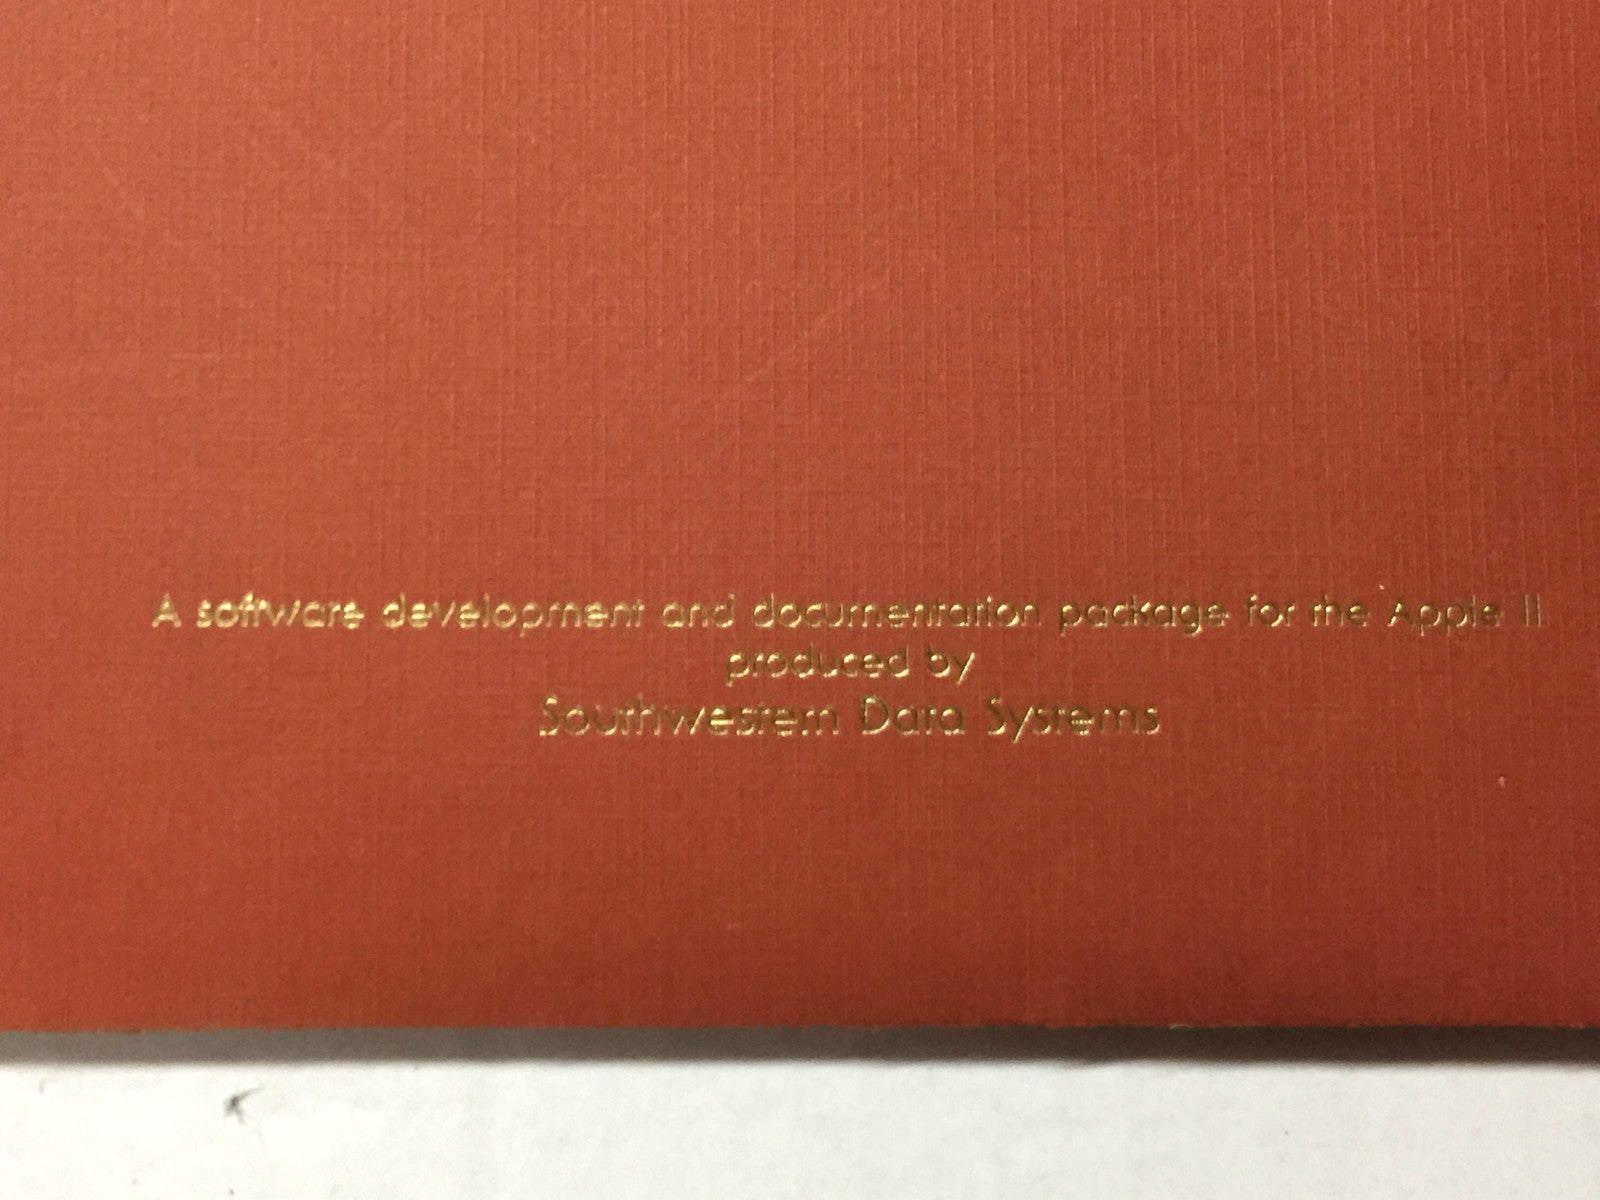 A software development and documentation package for the Apple II
produced by
Southwestern Data Systems